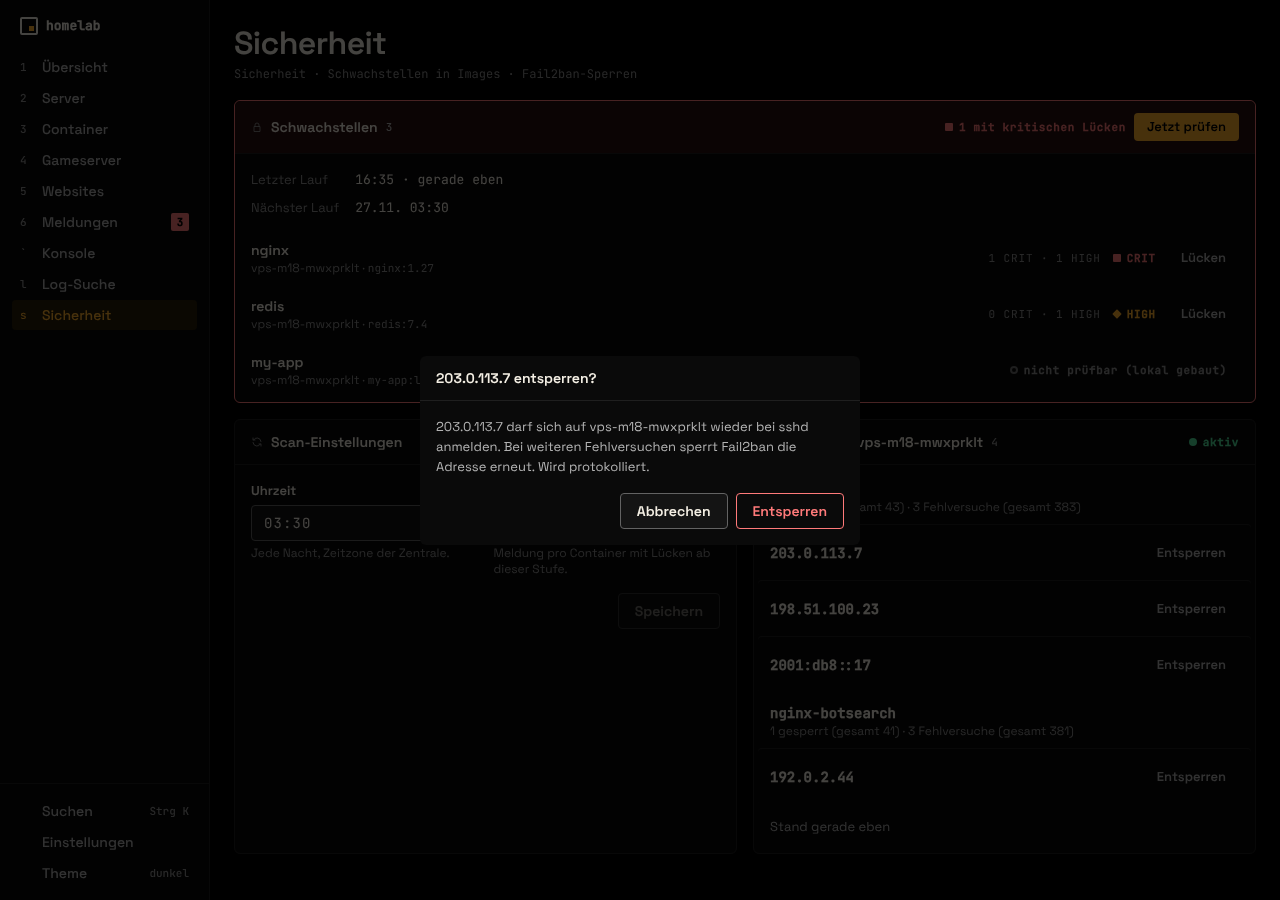 homelab
1 Übersicht
2 Server
3 Container
4 Gameserver
5 Websites
6 Meldungen 3
` Konsole
l Log-Suche
s Sicherheit
Suchen Strg K
Einstellungen
Theme dunkel
Sicherheit
Sicherheit · Schwachstellen in Images · Fail2ban-Sperren
Schwachstellen 3
1 mit kritischen Lücken
Jetzt prüfen
Letzter Lauf 16:35 · gerade eben
Nächster Lauf 27.11. 03:30
nginx
vps-m18-mwxprklt · nginx:1.27
1 CRIT · 1 HIGH CRIT Lücken
redis
vps-m18-mwxprklt · redis:7.4
0 CRIT · 1 HIGH HIGH Lücken
my-app
vps-m18-mwxprklt · my-app:l
nicht prüfbar (lokal gebaut)
203.0.113.7 entsperren?
203.0.113.7 darf sich auf vps-m18-mwxprklt wieder bei sshd
anmelden. Bei weiteren Fehlversuchen sperrt Fail2ban die
Adresse erneut. Wird protokolliert.
Abbrechen
Entsperren
Scan-Einstellungen
Uhrzeit
03:30
Jede Nacht, Zeitzone der Zentrale.
Meldung pro Container mit Lücken ab
dieser Stufe.
Speichern
vps-m18-mwxprklt 4
aktiv
amt 43) · 3 Fehlversuche (gesamt 383)
203.0.113.7 Entsperren
198.51.100.23 Entsperren
2001:db8::17 Entsperren
nginx-botsearch
1 gesperrt (gesamt 41) · 3 Fehlversuche (gesamt 381)
192.0.2.44 Entsperren
Stand gerade eben